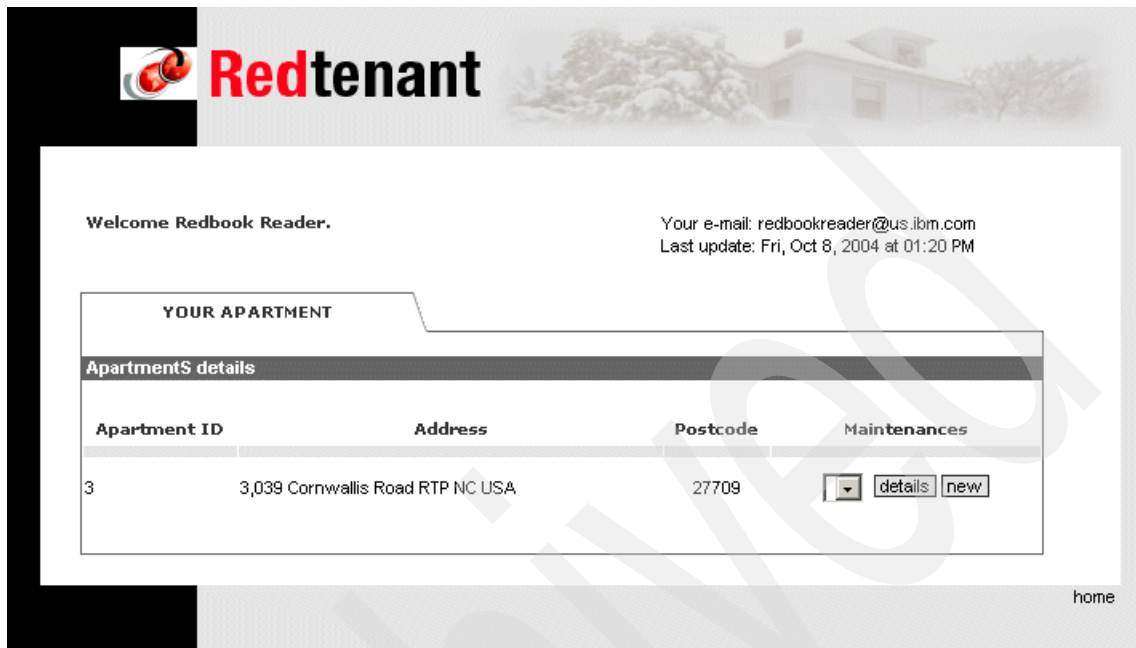 Redtenant
Welcome Redbook Reader.
Your e-mail: redbookreader@us.ibm.com
Last update: Fri, Oct 8, 2004 at 01:20 PM
YOUR APARTMENT
ApartmentS details
Apartment ID Address Postcode Maintenances
3 3,039 Cornwallis Road RTP NC USA 27709 details new
home